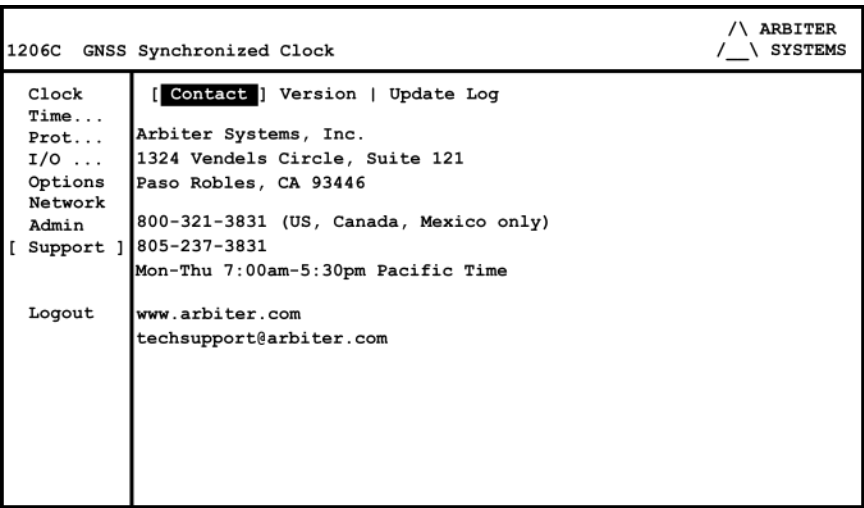 1206C GNSS Synchronized Clock
/\ ARBITER
/__\ SYSTEMS
Clock
Time...
Prot...
I/O ...
Options
Network
Admin
[ Support ]
Logout
[ Contact ] Version | Update Log
Arbiter Systems, Inc.
1324 Vendels Circle, Suite 121
Paso Robles, CA 93446
800-321-3831 (US, Canada, Mexico only)
805-237-3831
Mon-Thu 7:00am-5:30pm Pacific Time
www.arbiter.com
techsupport@arbiter.com